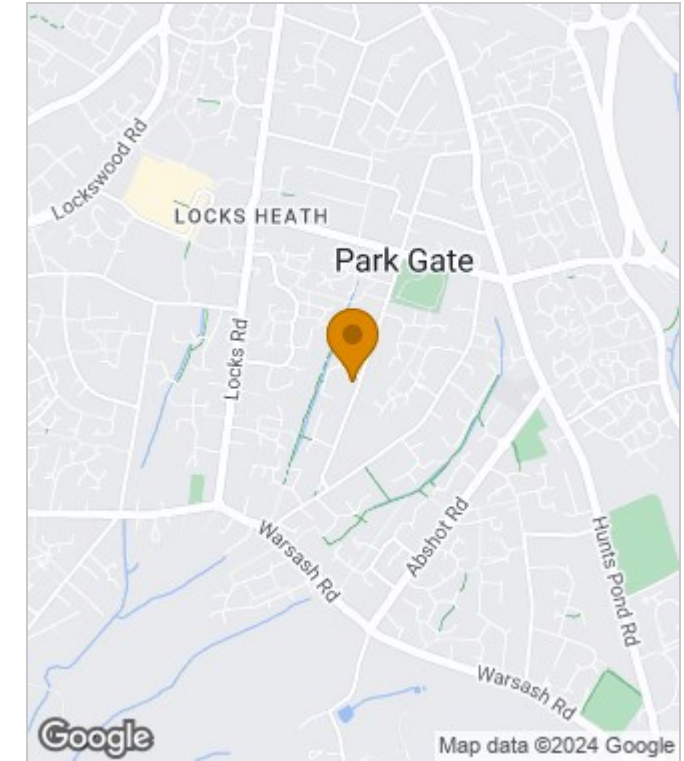 Lockswood Rd
LOCKS HEATH
Park Gate
Locks Rd
Abshot Rd
Hunts Pond Rd
Warsash Rd
Warsash Rd
Google
Map data ©2024 Google